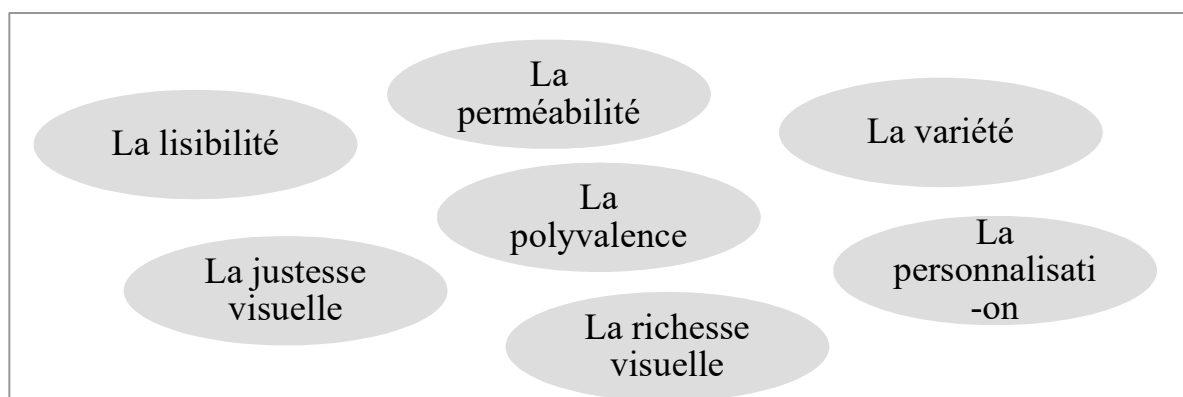 La
perméabilité
La lisibilité
La variété
La
polyvalence
La justesse
visuelle
La
personnalisati
-on
La richesse
visuelle